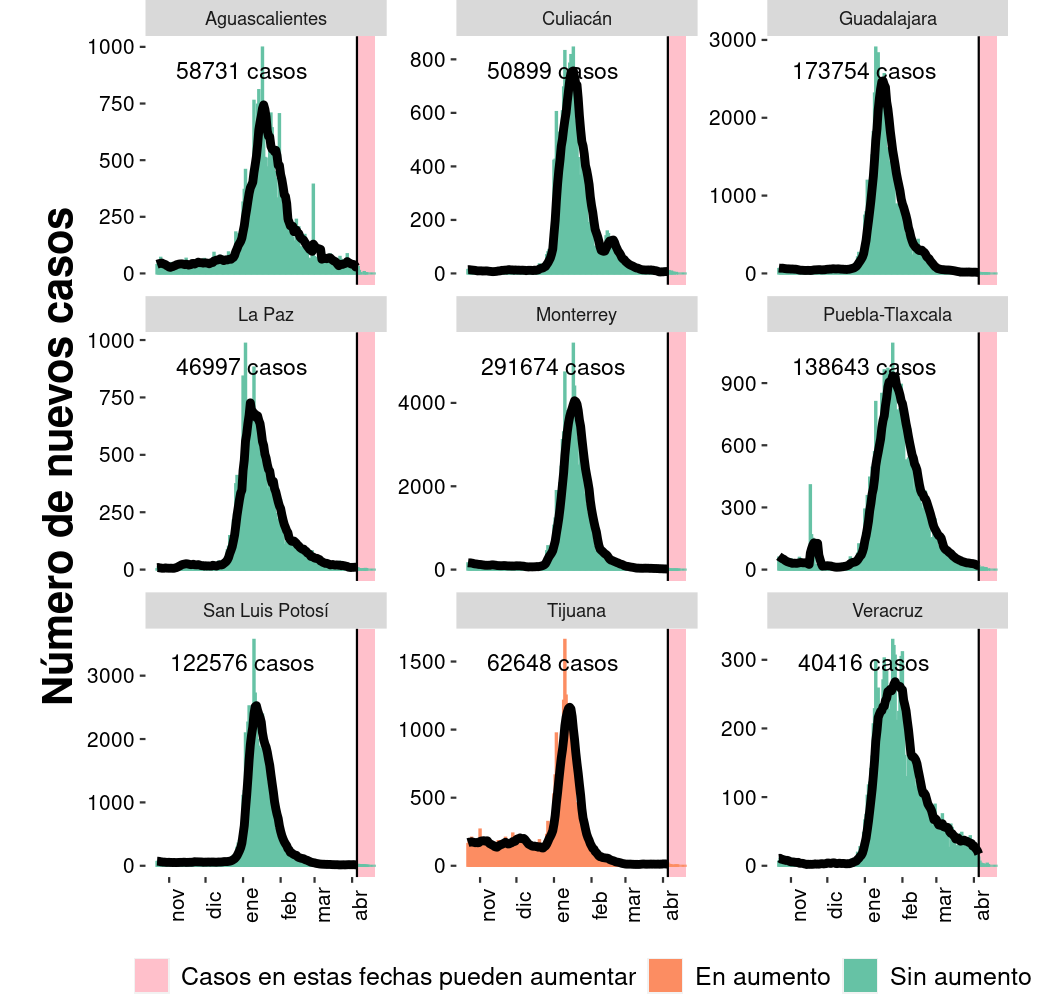 Número de nuevos casos
Aguascalientes
Culiacán
Guadalajara
1000
750
500
250
0
58731 casos
800
600
400
200
0
50899 casos
3000
2000
1000
0
173754 casos
La Paz
Monterrey
Puebla-Tlaxcala
1000
750
500
250
0
46997 casos
4000
2000
0
291674 casos
900
600
300
0
138643 casos
San Luis Potosí
Tijuana
Veracruz
3000
2000
1000
0
122576 casos
1500
1000
500
0
62648 casos
300
200
100
0
40416 casos
nov dic ene feb mar abr
nov dic ene feb mar abr
nov dic ene feb mar abr
Casos en estas fechas pueden aumentar En aumento Sin aumento